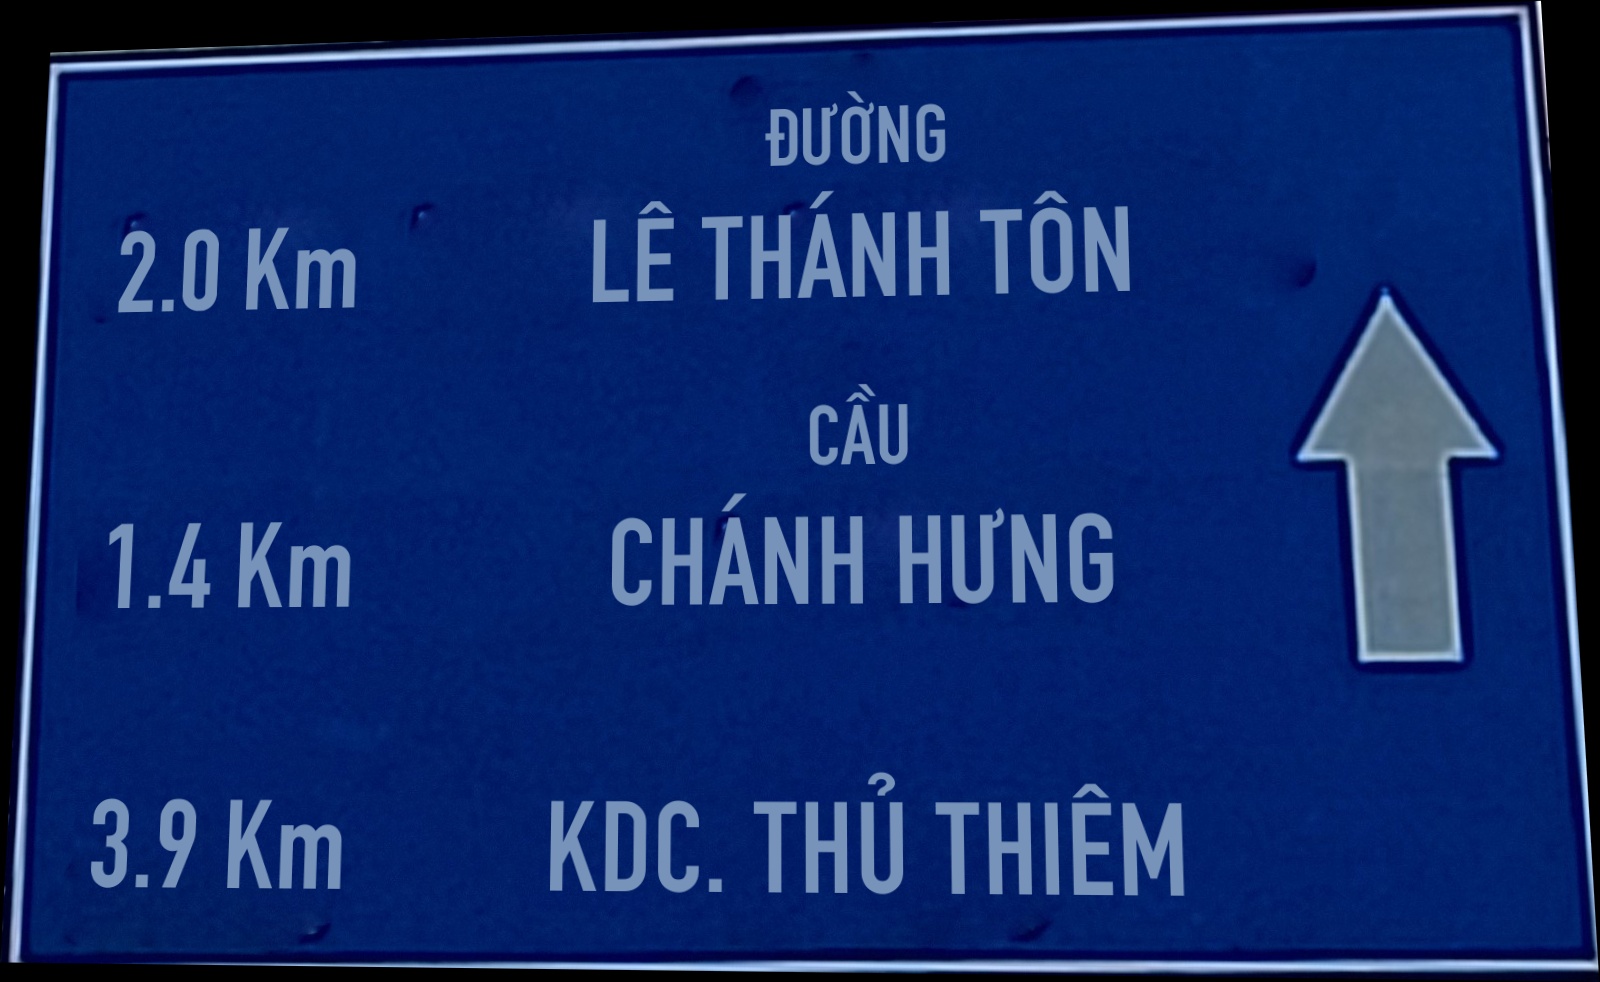 ĐƯỜNG
2.0 Km LÊ THÁNH TÔN
CẦU
1.4 Km CHÁNH HƯNG
3.9 Km KDC. THỦ THIÊM